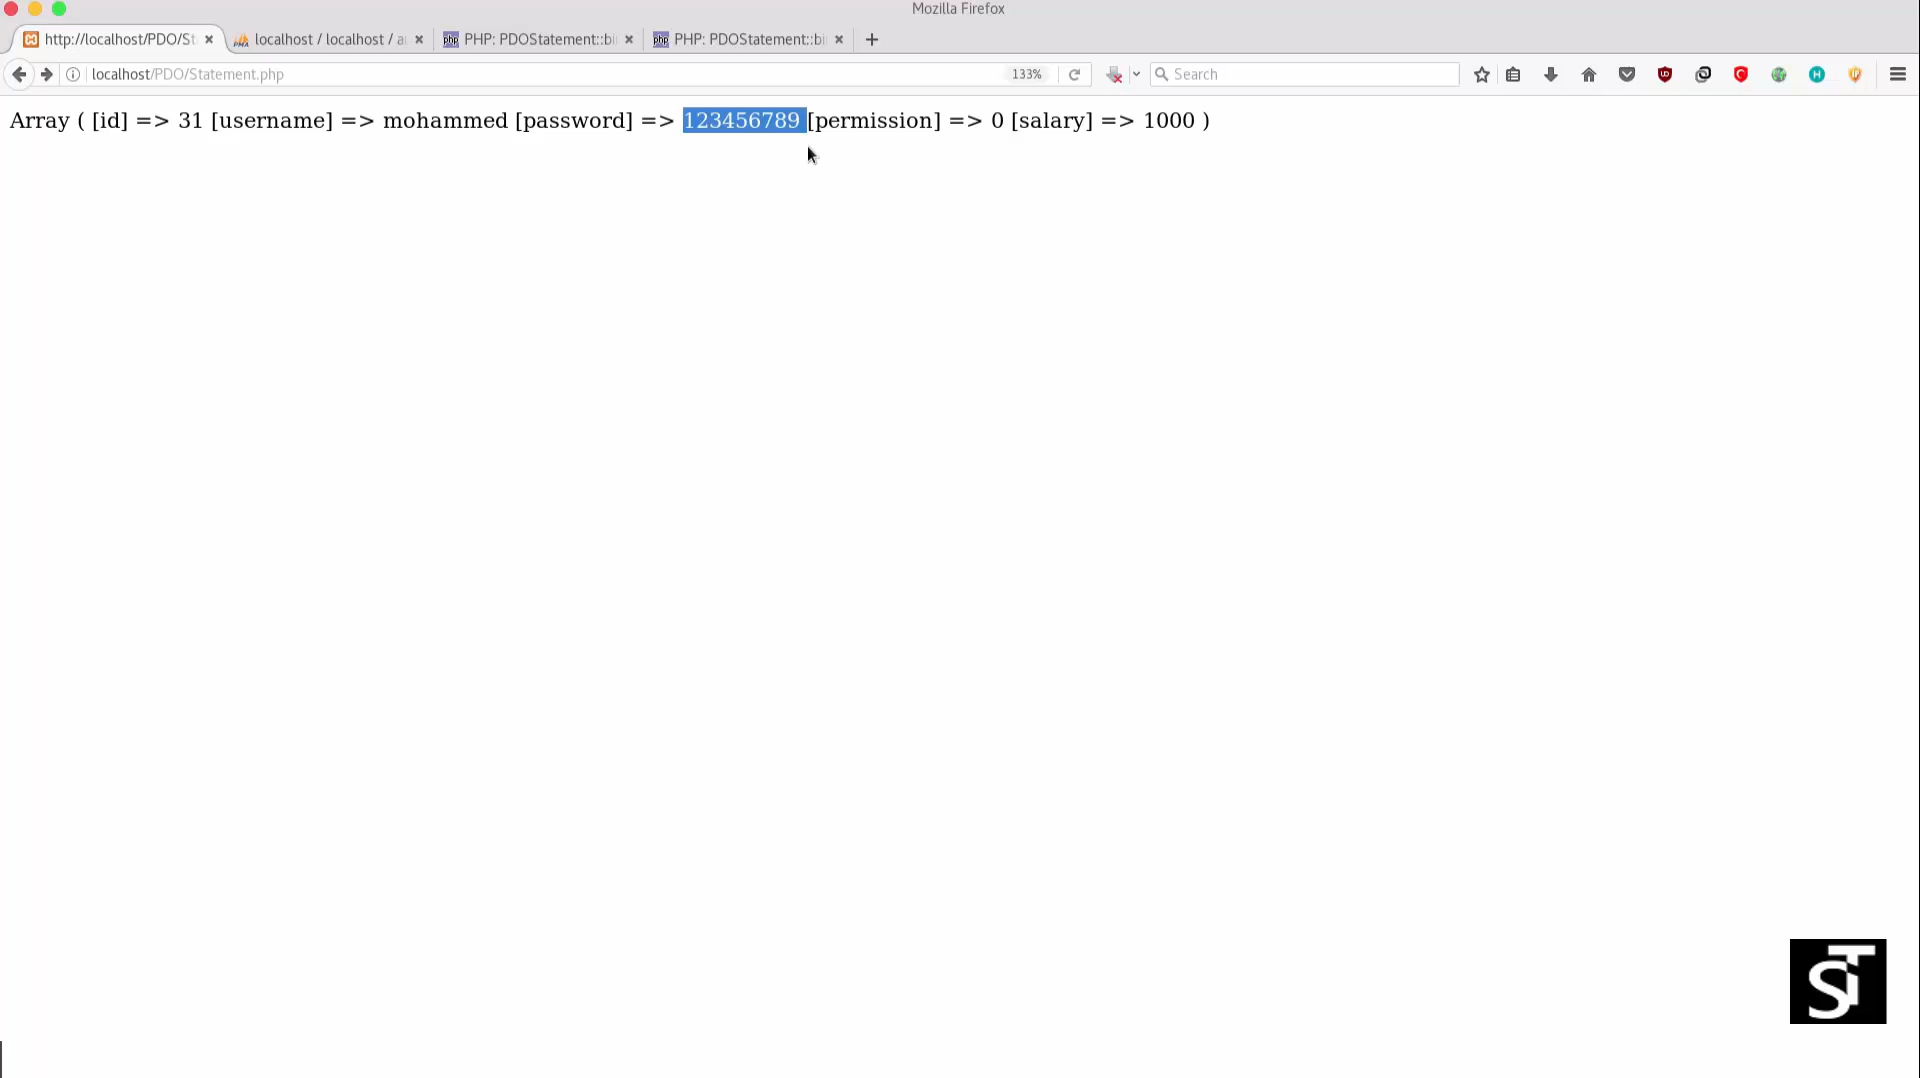 Mozilla Firefox
http://localhost/PDO/St
localhost / localhost / a
PHP: PDOStatement::bi
PHP: PDOStatement::bi
localhost/PDO/Statement.php
133%
Search
Array ( [id] => 31 [username] => mohammed [password] => 123456789 [permission] => 0 [salary] => 1000 )
ST